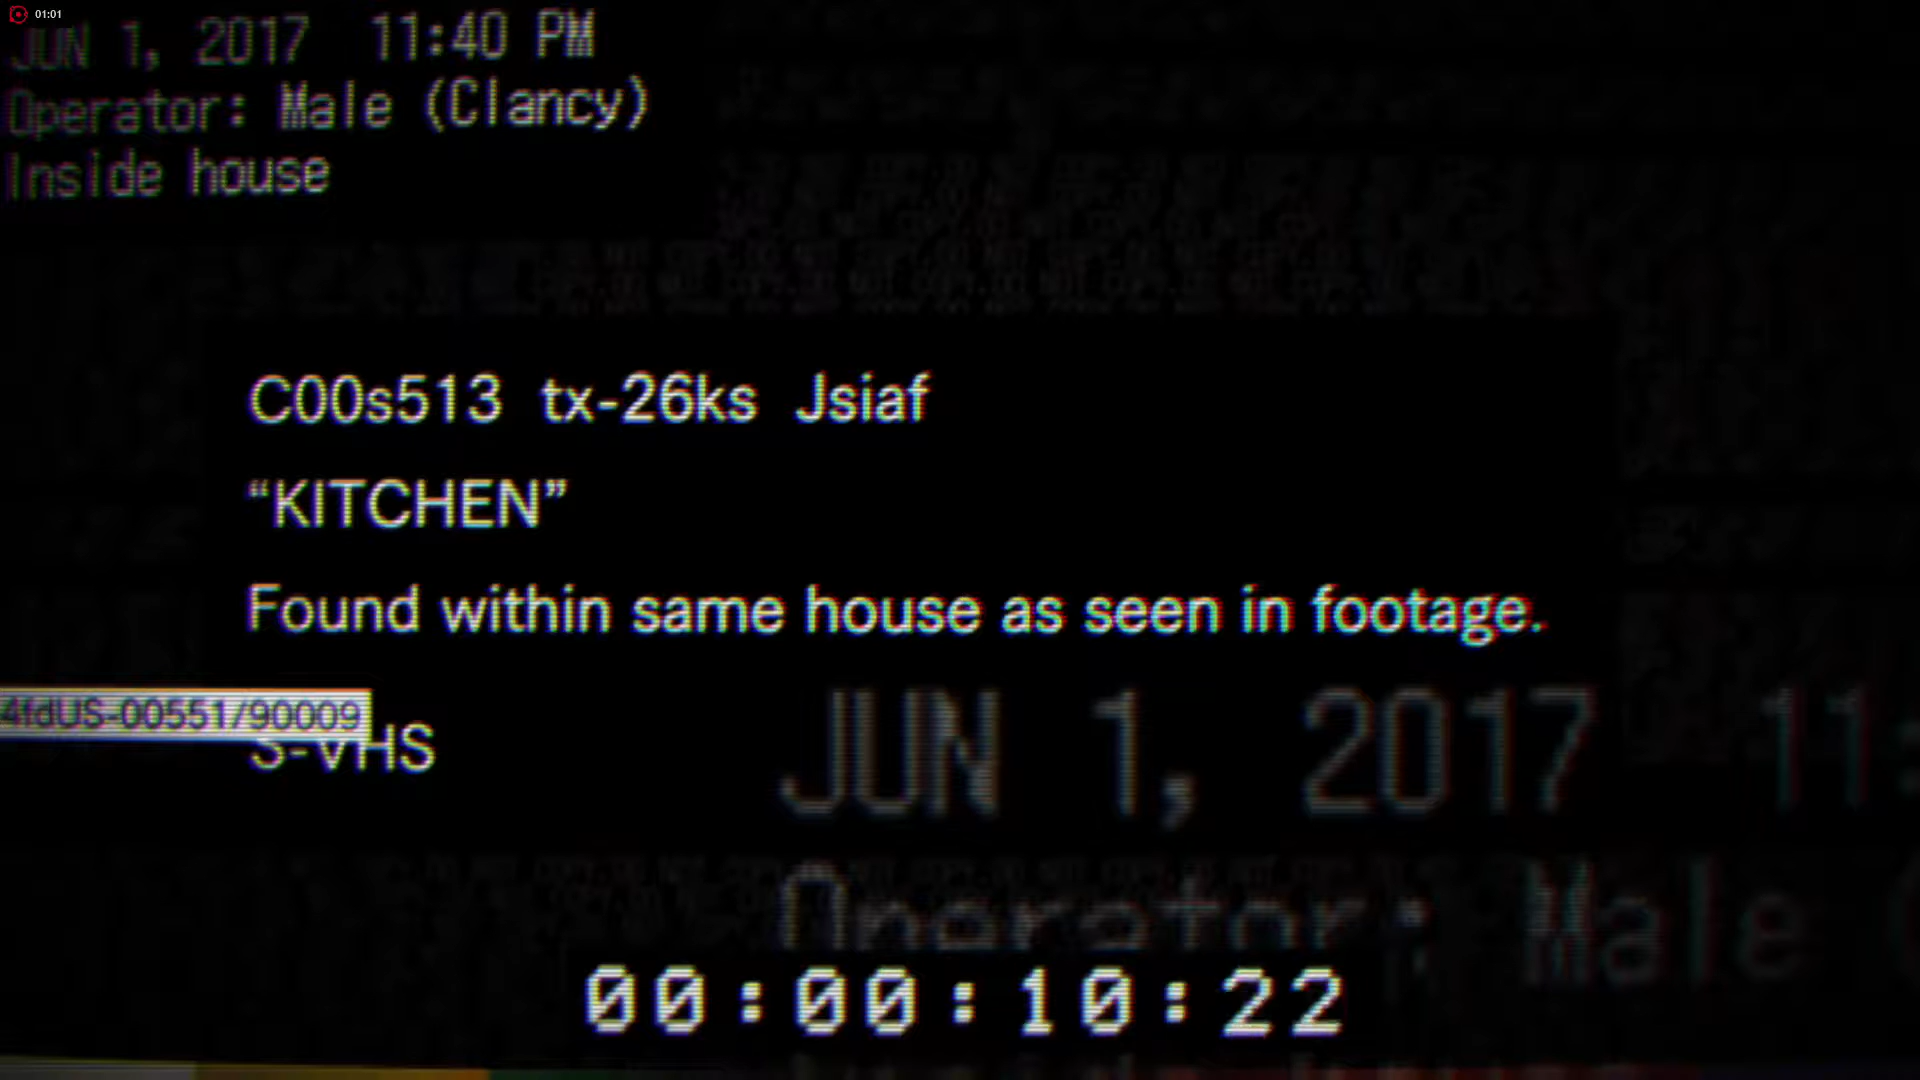 01:01
JUN 1, 2017 11:40 PM
Operator: Male (Clancy)
Inside house
C00s513 tx-26ks Jsiaf
“KITCHEN”
Found within same house as seen in footage.
4fdUS-00551/90009
S-VHS
JUN 1, 2017 11:
Operator: Male (
00:00:10:22